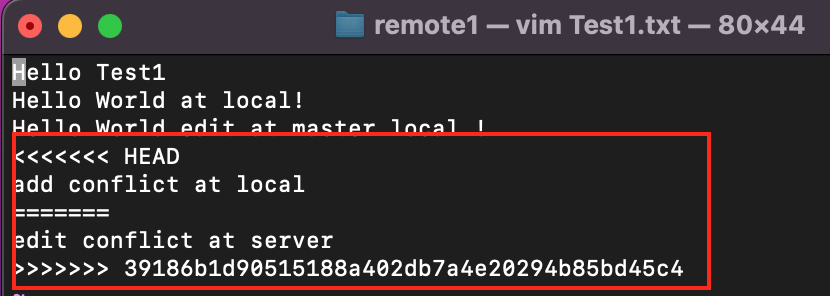 remote1 — vim Test1.txt — 80×44
Hello Test1
Hello World at local!
Hello World edit at master local !
<<<<<<< HEAD
add conflict at local
=======
edit conflict at server
>>>>>>> 39186b1d90515188a402db7a4e20294b85bd45c4